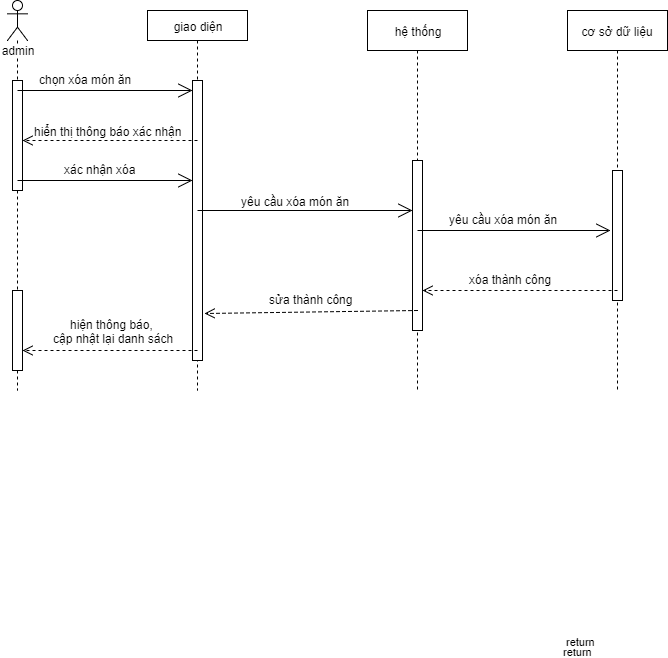 giao diện
hệ thống
cơ sở dữ liệu
admin
chọn xóa món ăn
hiển thị thông báo xác nhận
xác nhận xóa
yêu cầu xóa món ăn
yêu cầu xóa món ăn
xóa thành công
sửa thành công
hiện thông báo,
cập nhật lại danh sách
return
return